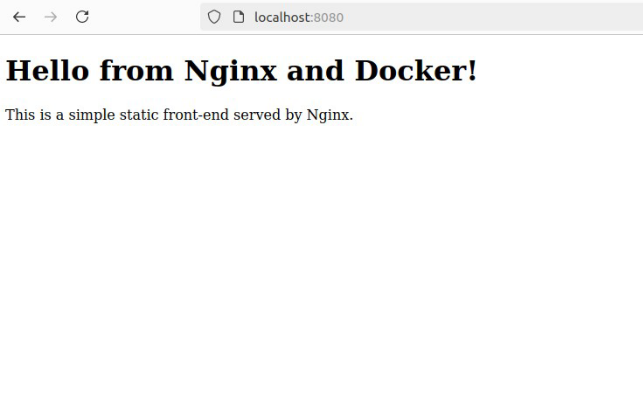 localhost:8080
Hello from Nginx and Docker!
This is a simple static front-end served by Nginx.